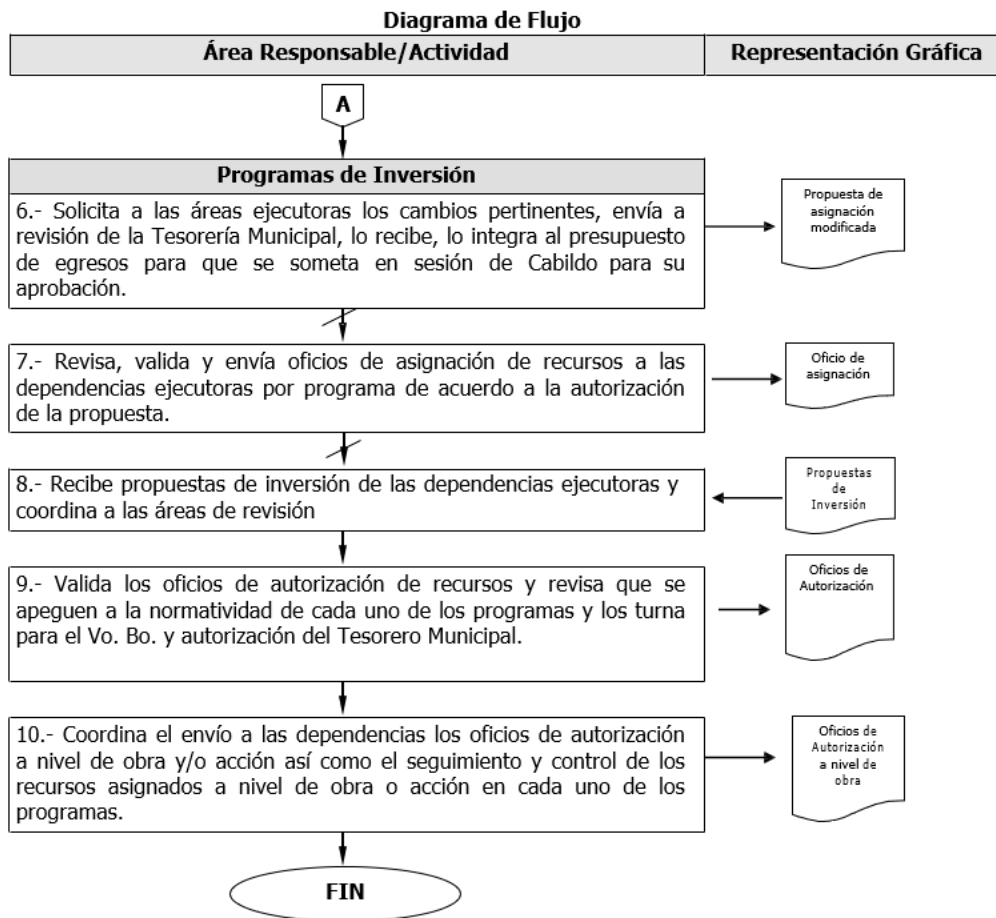 Diagrama de Flujo
Área Responsable/Actividad
Representación Gráfica
A
Programas de Inversión
6.- Solicita a las áreas ejecutoras los cambios pertinentes, envía a
revisión de la Tesorería Municipal, lo recibe, lo integra al presupuesto
de egresos para que se someta en sesión de Cabildo para su
aprobación.
Propuesta de
asignación
modificada
7.- Revisa, valida y envía oficios de asignación de recursos a las
dependencias ejecutoras por programa de acuerdo a la autorización
de la propuesta.
Oficio de
asignación
8.- Recibe propuestas de inversión de las dependencias ejecutoras y
coordina a las áreas de revisión
Propuestas
de
Inversión
9.- Valida los oficios de autorización de recursos y revisa que se
apeguen a la normatividad de cada uno de los programas y los turna
para el Vo. Bo. y autorización del Tesorero Municipal.
Oficios de
Autorización
10.- Coordina el envío a las dependencias los oficios de autorización
a nivel de obra y/o acción así como el seguimiento y control de los
recursos asignados a nivel de obra o acción en cada uno de los
programas.
Oficios de
Autorización
a nivel de
obra
FIN